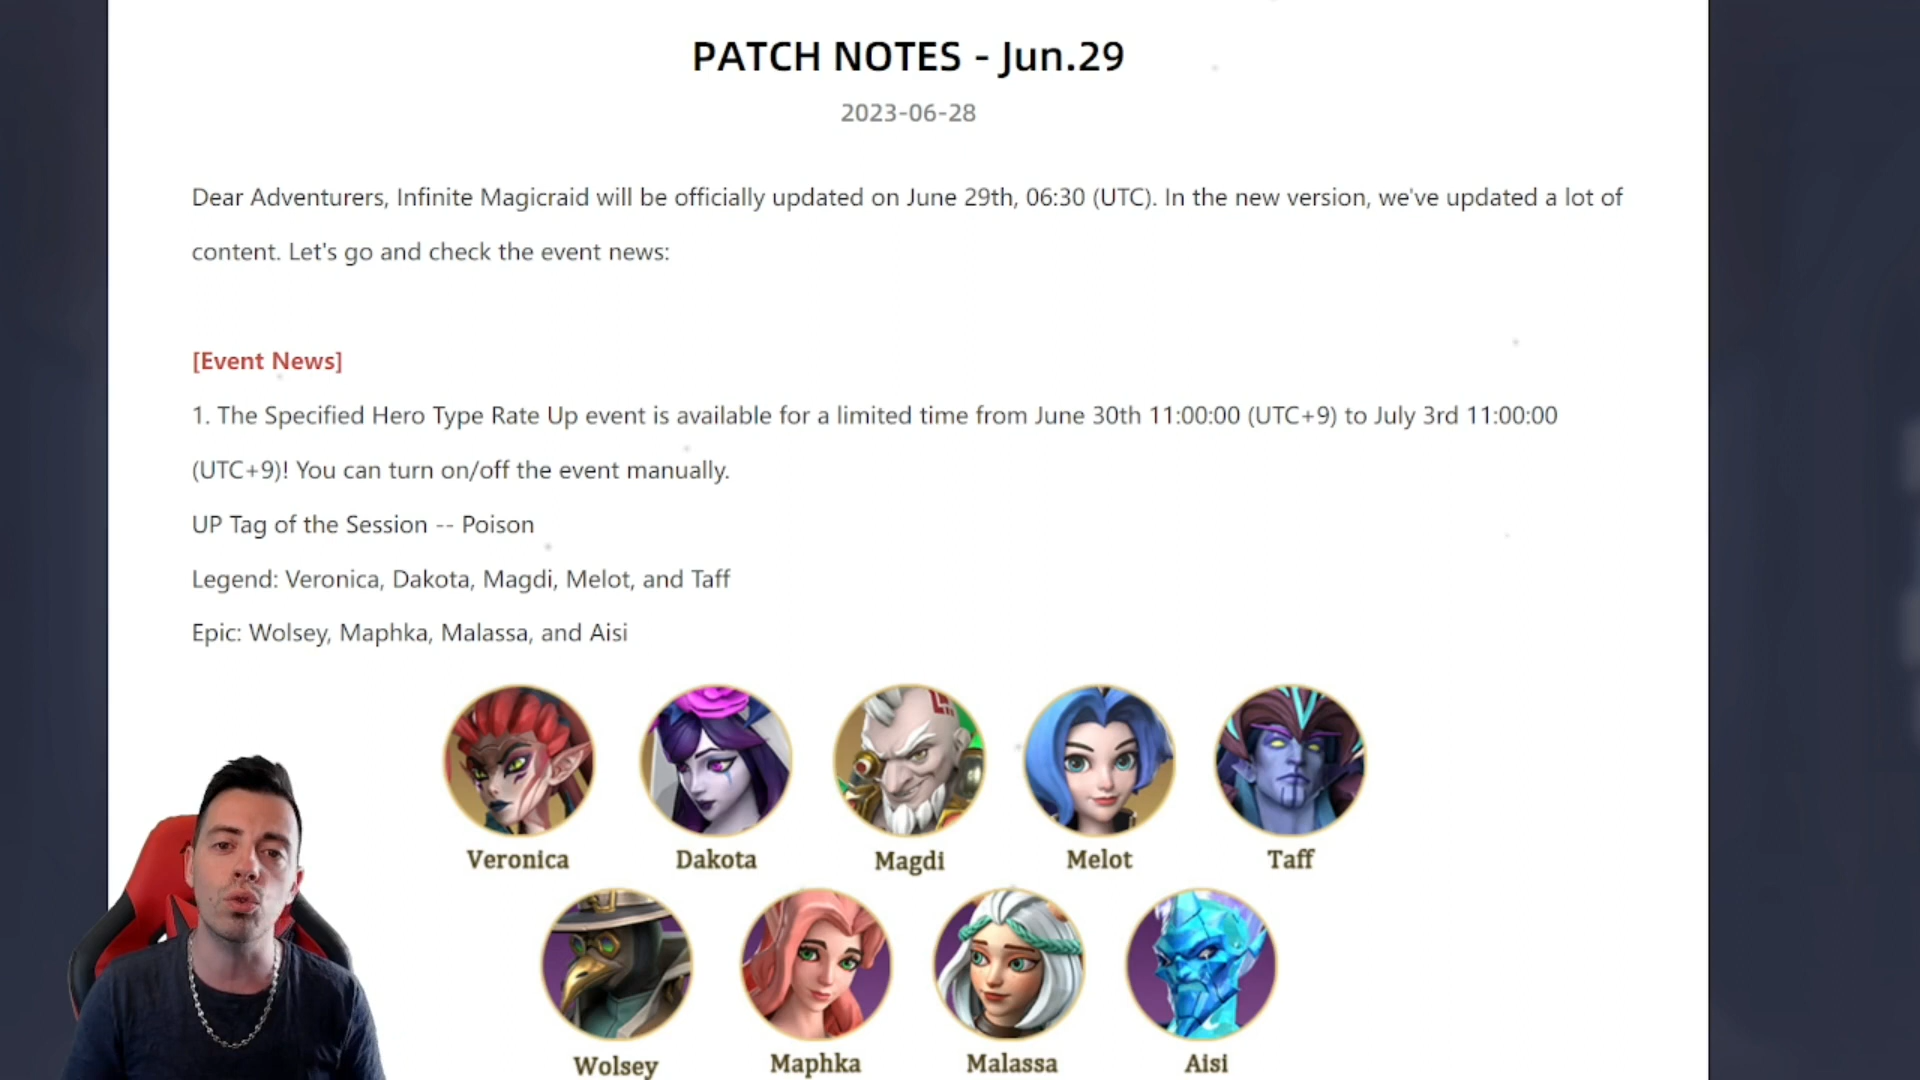 PATCH NOTES - Jun.29
2023-06-28
Dear Adventurers, Infinite Magicraid will be officially updated on June 29th, 06:30 (UTC). In the new version, we've updated a lot of
content. Let's go and check the event news:
[Event News]
1. The Specified Hero Type Rate Up event is available for a limited time from June 30th 11:00:00 (UTC+9) to July 3rd 11:00:00
(UTC+9)! You can turn on/off the event manually.
UP Tag of the Session -- Poison
Legend: Veronica, Dakota, Magdi, Melot, and Taff
Epic: Wolsey, Maphka, Malassa, and Aisi
Veronica Dakota Magdi Melot Taff
Wolsey Maphka Malassa Aisi